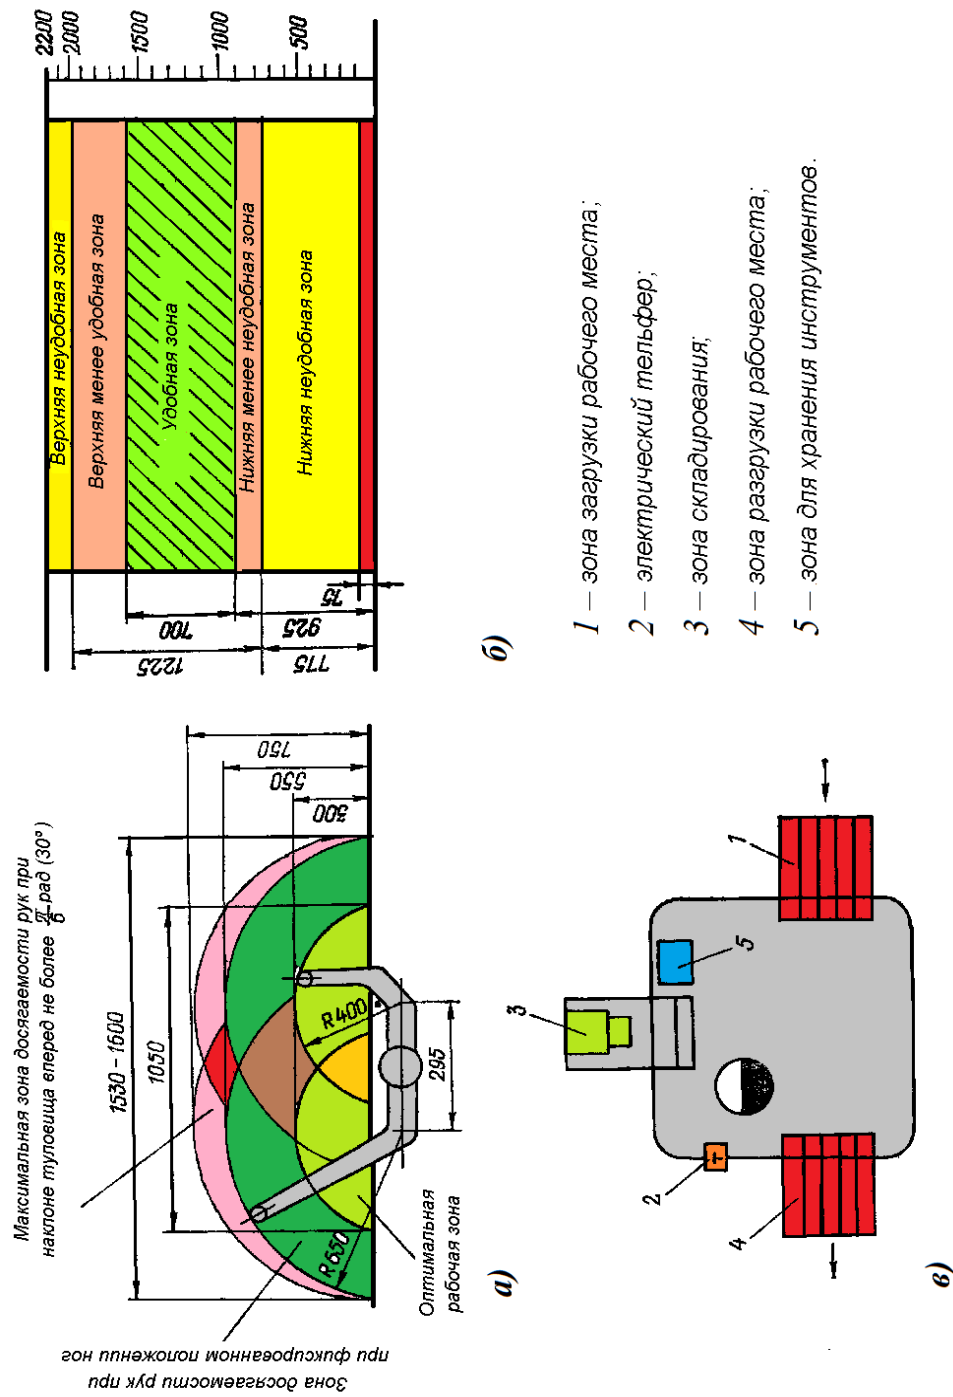 Максимальная зона досягаемости рук при
наклоне туловища вперед не более π/6 рад (30°)
1530 - 1600
1050
750
550
300
R400
295
R650
Оптимальная
рабочая зона
Зона досягаемости рук при
при фиксированном положении ног
а)
2200
2000
1500
1000
500
Верхняя неудобная зона
Верхняя менее удобная зона
Удобная зона
Нижняя менее неудобная зона
Нижняя неудобная зона
700
1225
925
775
75
б)
1
2
3
4
5
в)
1 – зона загрузки рабочего места;
2 – электрический тельфер;
3 – зона складирования;
4 – зона разгрузки рабочего места;
5 – зона для хранения инструментов.